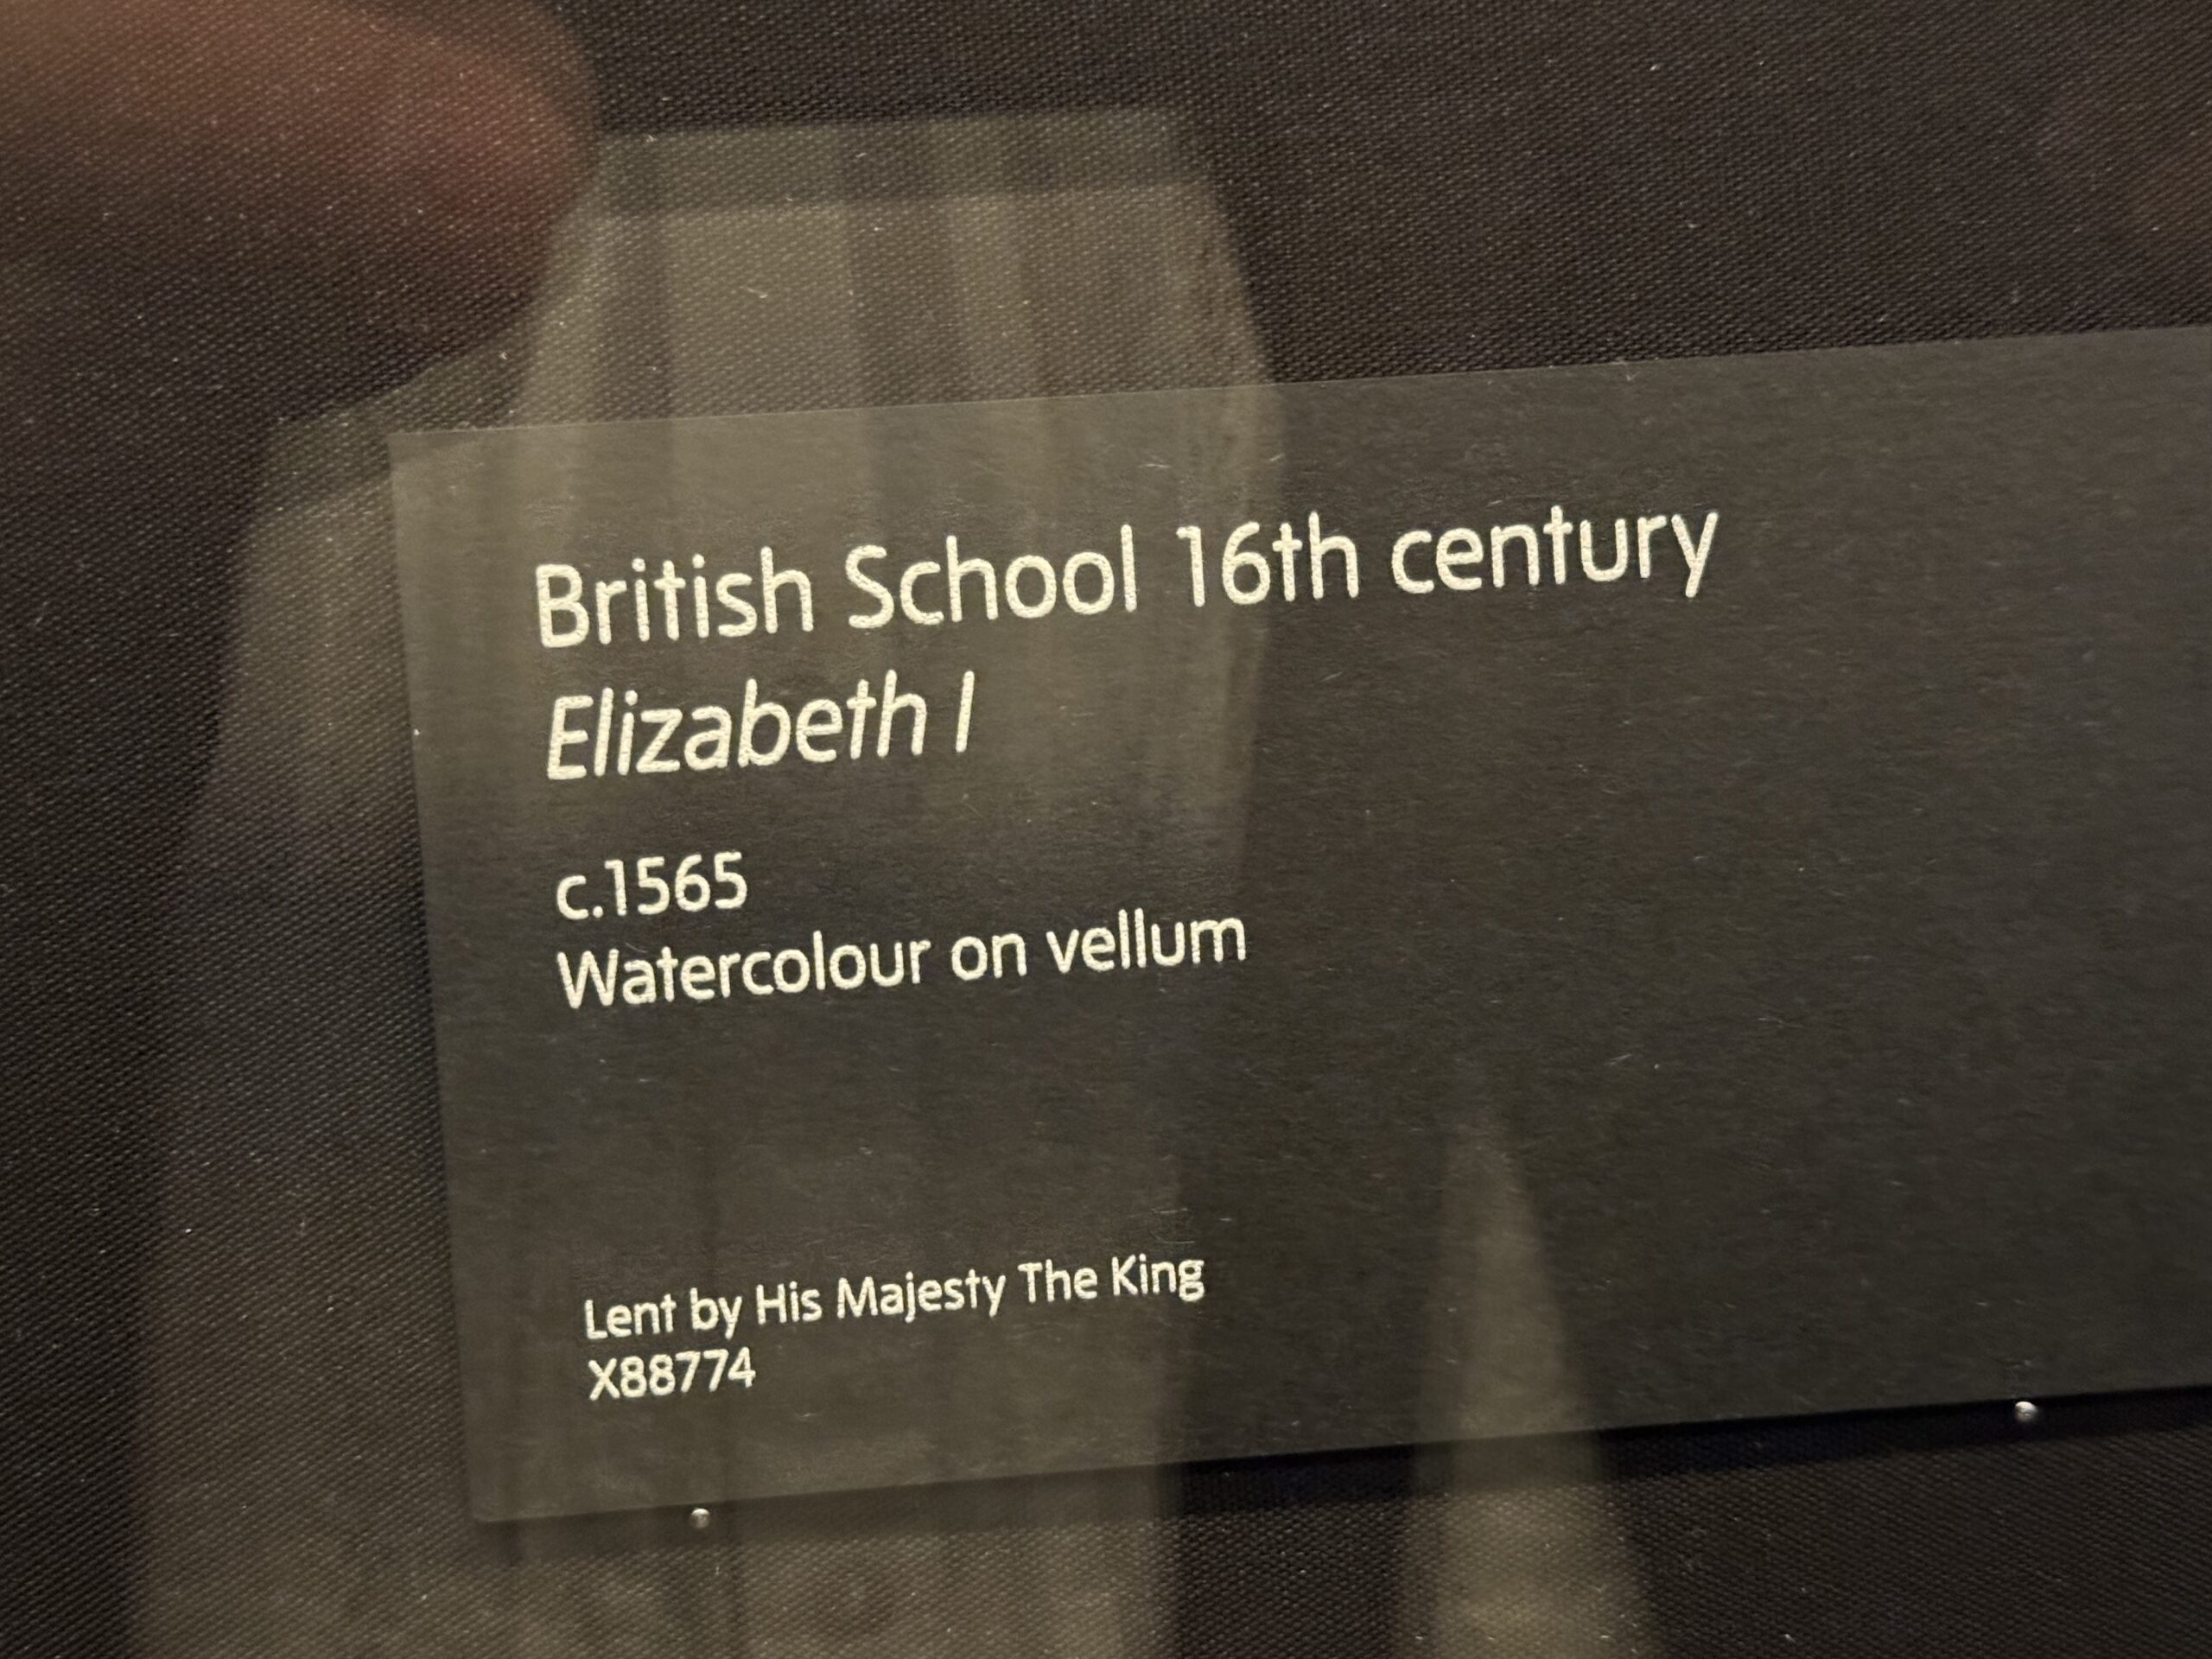 British School 16th century
Elizabeth I
c.1565
Watercolour on vellum
Lent by His Majesty The King
X88774